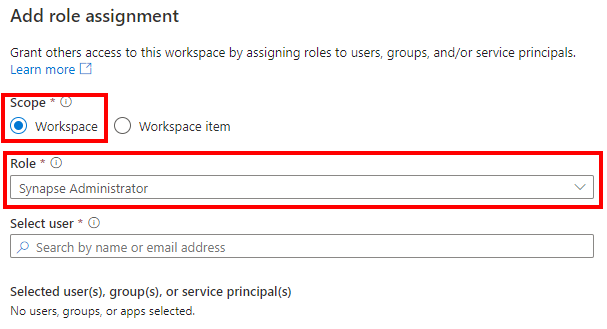 Add role assignment
Grant others access to this workspace by assigning roles to users, groups, and/or service principals.
Learn more
Scope *
Workspace Workspace item
Role *
Synapse Administrator
Select user *
Search by name or email address
Selected user(s), group(s), or service principal(s)
No users, groups, or apps selected.